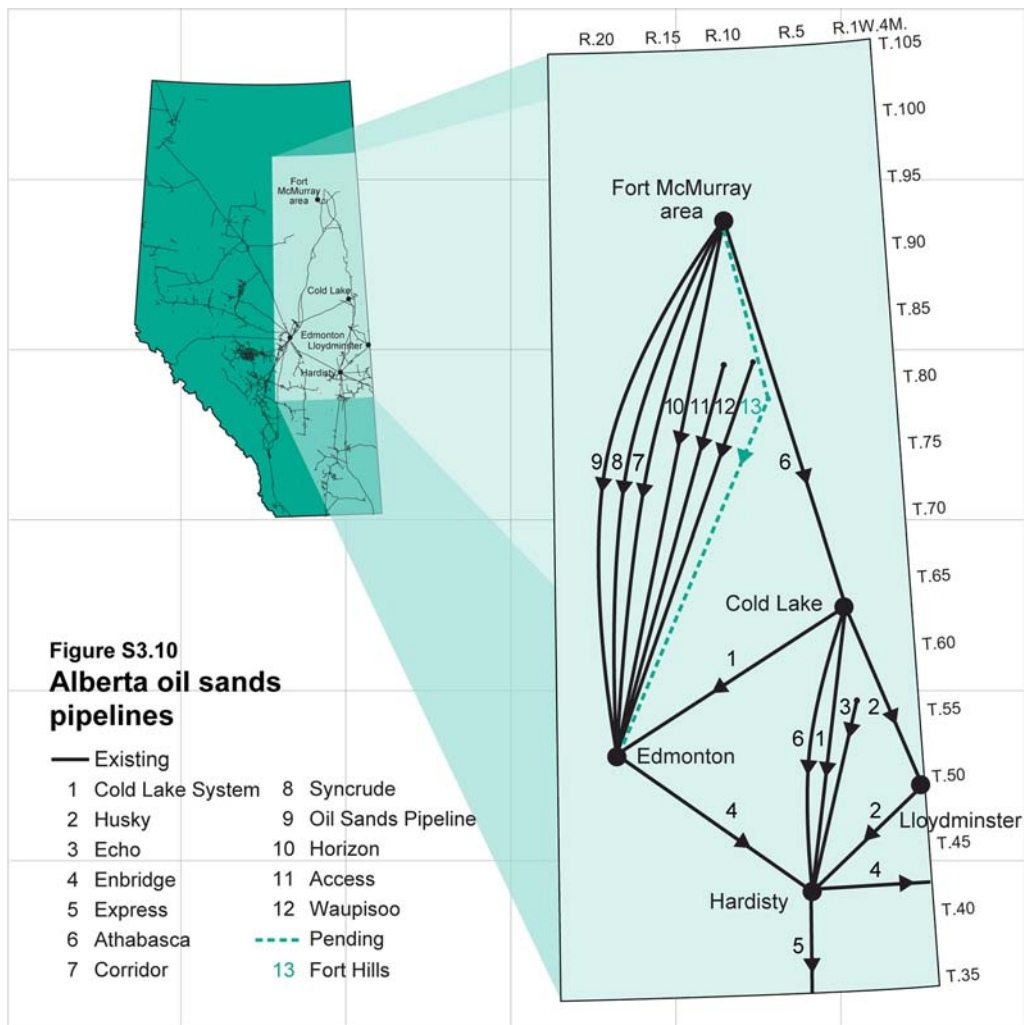 R.20 R.15 R.10 R.5 R.1W.4M.
T.105
T.100
T.95
T.90
T.85
T.80
T.75
T.70
T.65
T.60
T.55
T.50
T.45
T.40
T.35
Fort
McMurray
area
Cold Lake
Edmonton
Lloydminster
Hardisty
Fort McMurray
area
10 11 12 13
9 8 7 6
Cold Lake
1
3 2
6 1
Edmonton
4 2
Lloydminster
4
Hardisty
5
Figure S3.10
Alberta oil sands
pipelines
Existing
1 Cold Lake System
2 Husky
3 Echo
4 Enbridge
5 Express
6 Athabasca
7 Corridor
8 Syncrude
9 Oil Sands Pipeline
10 Horizon
11 Access
12 Waupisoo
Pending
13 Fort Hills